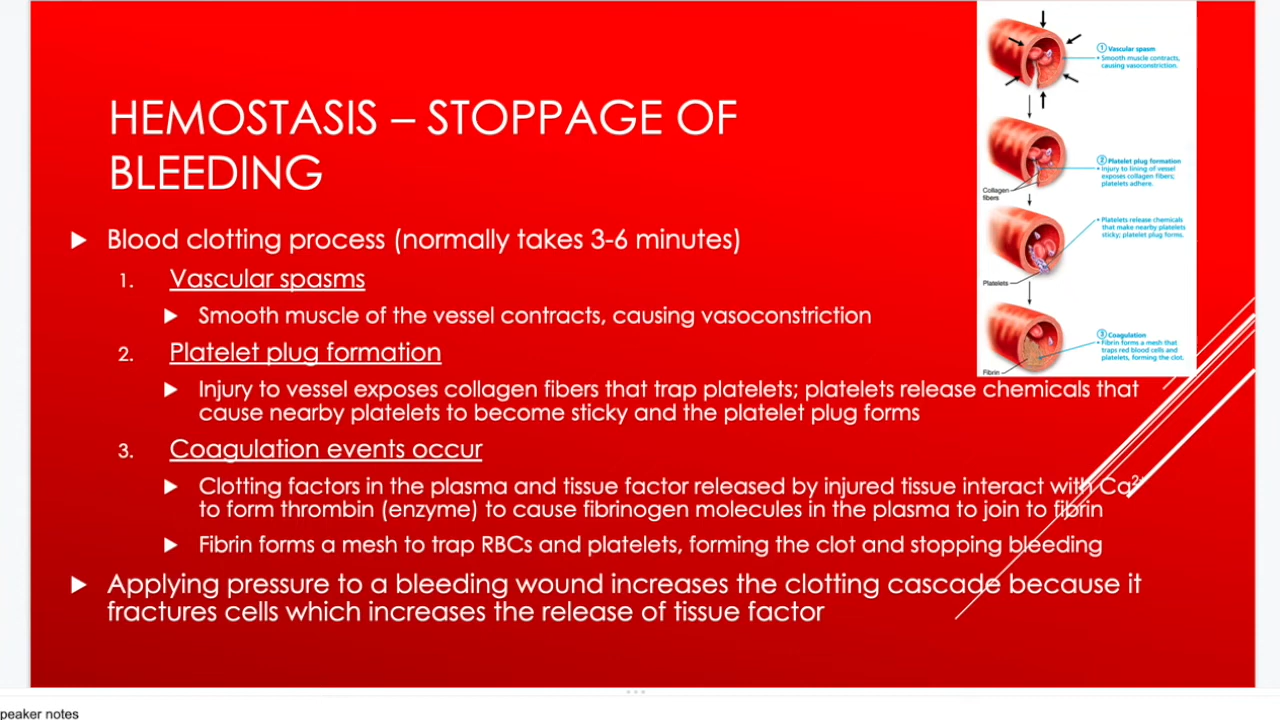 HEMOSTASIS – STOPPAGE OF
BLEEDING
Blood clotting process (normally takes 3-6 minutes)
1. Vascular spasms
Smooth muscle of the vessel contracts, causing vasoconstriction
2. Platelet plug formation
Injury to vessel exposes collagen fibers that trap platelets; platelets release chemicals that
cause nearby platelets to become sticky and the platelet plug forms
3. Coagulation events occur
Clotting factors in the plasma and tissue factor released by injured tissue interact with Ca²⁺
to form thrombin (enzyme) to cause fibrinogen molecules in the plasma to join to fibrin
Fibrin forms a mesh to trap RBCs and platelets, forming the clot and stopping bleeding
Applying pressure to a bleeding wound increases the clotting cascade because it
fractures cells which increases the release of tissue factor
1 Vascular spasm
• Smooth muscle contracts,
causing vasoconstriction.
2 Platelet plug formation
• Injury to lining of vessel
exposes collagen fibers;
platelets adhere.
Collagen
fibers
• Platelets release chemicals
that make nearby platelets
sticky; platelet plug forms.
Platelets
3 Coagulation
• Fibrin forms a mesh that
traps red blood cells and
platelets, forming the clot.
Fibrin
peaker notes